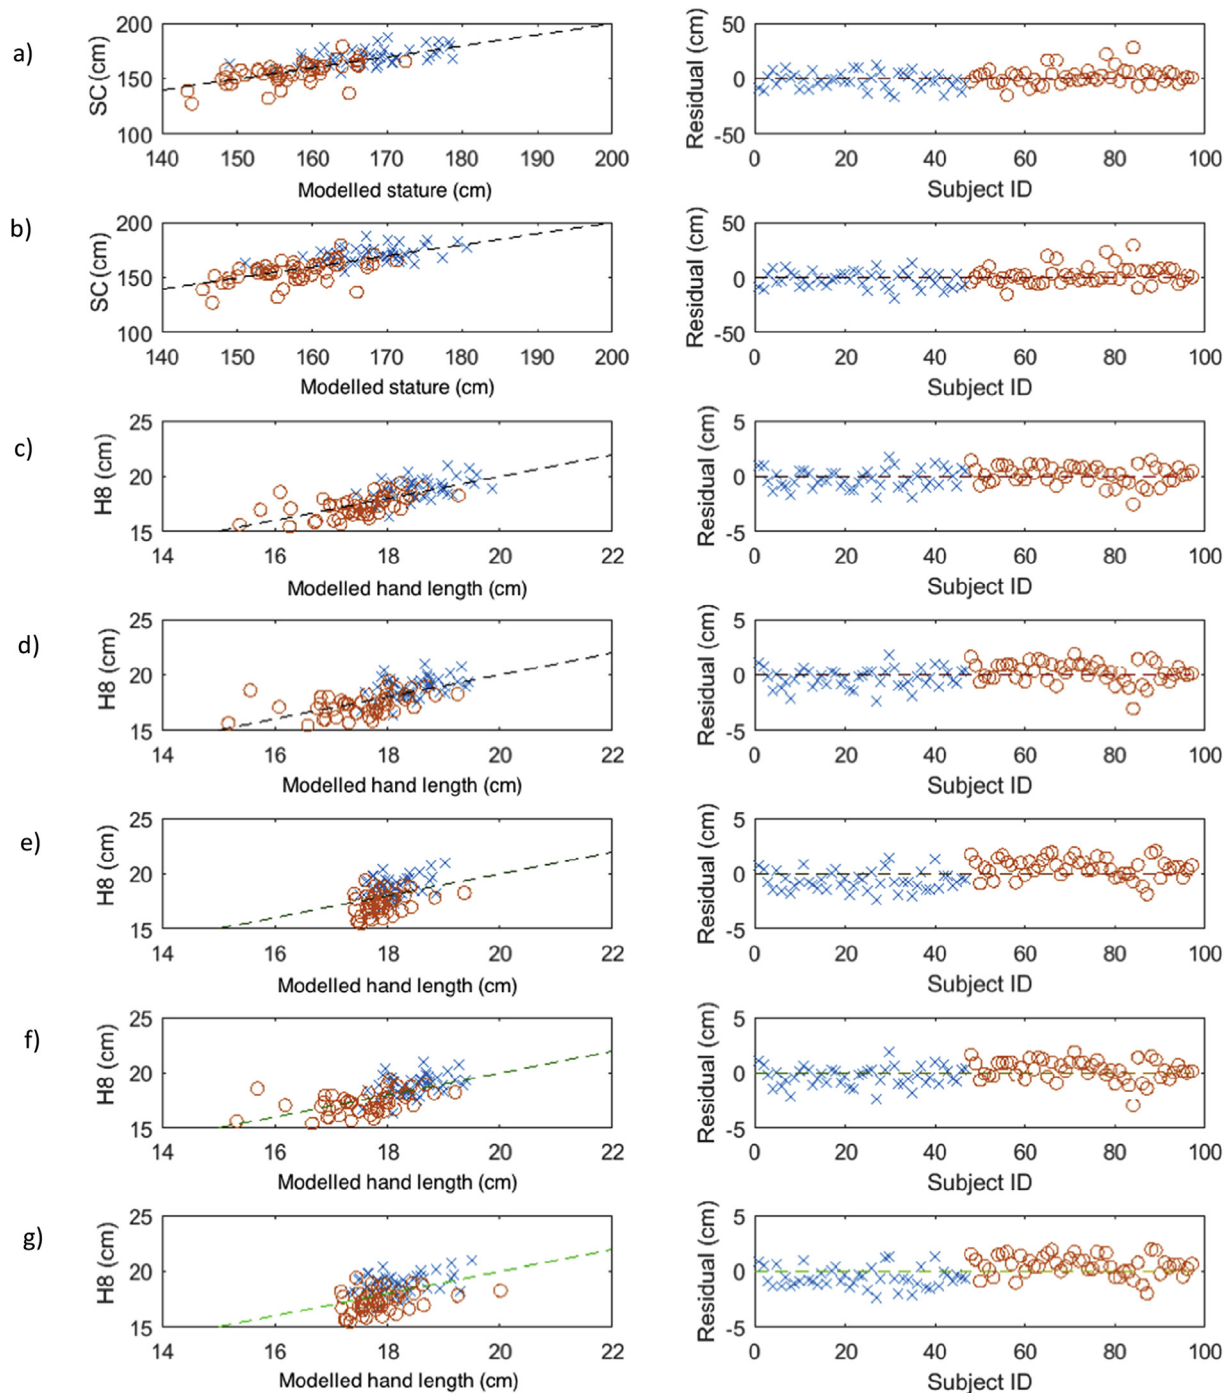 a)
SC (cm)
200
150
100
140 150 160 170 180 190 200
Modelled stature (cm)
Residual (cm)
50
0
-50
0 20 40 60 80 100
Subject ID
b)
SC (cm)
200
150
100
140 150 160 170 180 190 200
Modelled stature (cm)
Residual (cm)
50
0
-50
0 20 40 60 80 100
Subject ID
c)
H8 (cm)
25
20
15
14 16 18 20 22
Modelled hand length (cm)
Residual (cm)
5
0
-5
0 20 40 60 80 100
Subject ID
d)
H8 (cm)
25
20
15
14 16 18 20 22
Modelled hand length (cm)
Residual (cm)
5
0
-5
0 20 40 60 80 100
Subject ID
e)
H8 (cm)
25
20
15
14 16 18 20 22
Modelled hand length (cm)
Residual (cm)
5
0
-5
0 20 40 60 80 100
Subject ID
f)
H8 (cm)
25
20
15
14 16 18 20 22
Modelled hand length (cm)
Residual (cm)
5
0
-5
0 20 40 60 80 100
Subject ID
g)
H8 (cm)
25
20
15
14 16 18 20 22
Modelled hand length (cm)
Residual (cm)
5
0
-5
0 20 40 60 80 100
Subject ID